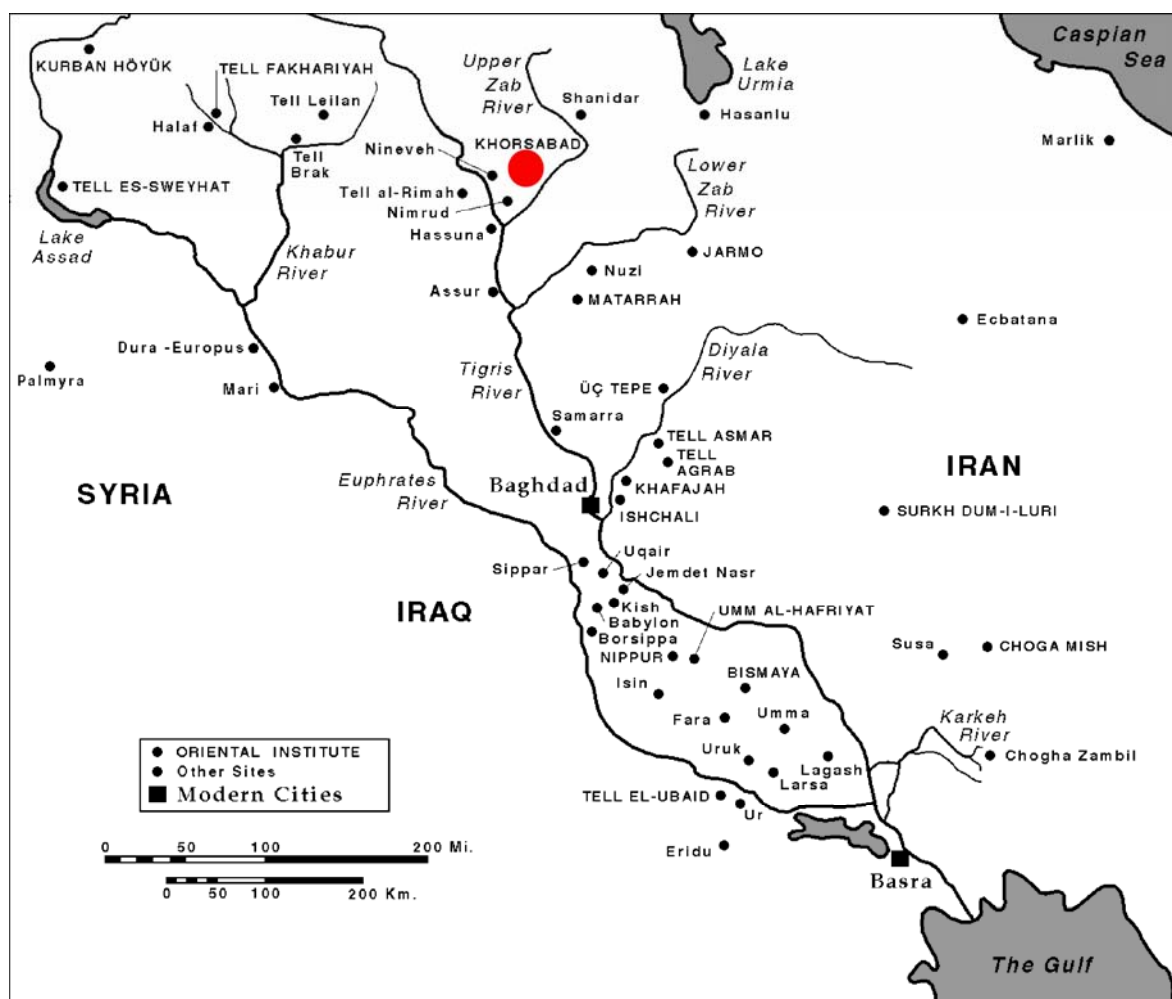 Caspian
Sea
Upper
Zab
River
Lake
Urmia
KURBAN HÖYÜK
TELL FAKHARIYAH
Tell Leilan
Shanidar
Hasanlu
Halaf
KHORSABAD
Marlik
Tell
Brak
Nineveh
Lower
Zab
River
TELL ES-SWEYHAT
Tell al-Rimah
Nimrud
Hassuna
Lake
Assad
Khabur
River
JARMO
Nuzi
Assur
MATARRAH
Ecbatana
Dura -Europus
Diyala
River
Palmyra
Mari
Tigris
River
ÜÇ TEPE
Samarra
TELL ASMAR
TELL
AGRAB
IRAN
SYRIA
Euphrates
River
Baghdad
KHAFAJAH
ISHCHALI
SURKH DUM-I-LURI
Uqair
Sippar
Jemdet Nasr
IRAQ
Kish
Babylon
Borsippa
UMM AL-HAFRIYAT
NIPPUR
Susa
CHOGA MISH
Isin
BISMAYA
Fara
Umma
Karkeh
River
Uruk
Lagash
Larsa
Chogha Zambil
ORIENTAL INSTITUTE
Other Sites
Modern Cities
TELL EL-UBAID
Ur
Eridu
Basra
0 50 100 200 Mi.
0 50 100 200 Km.
The Gulf